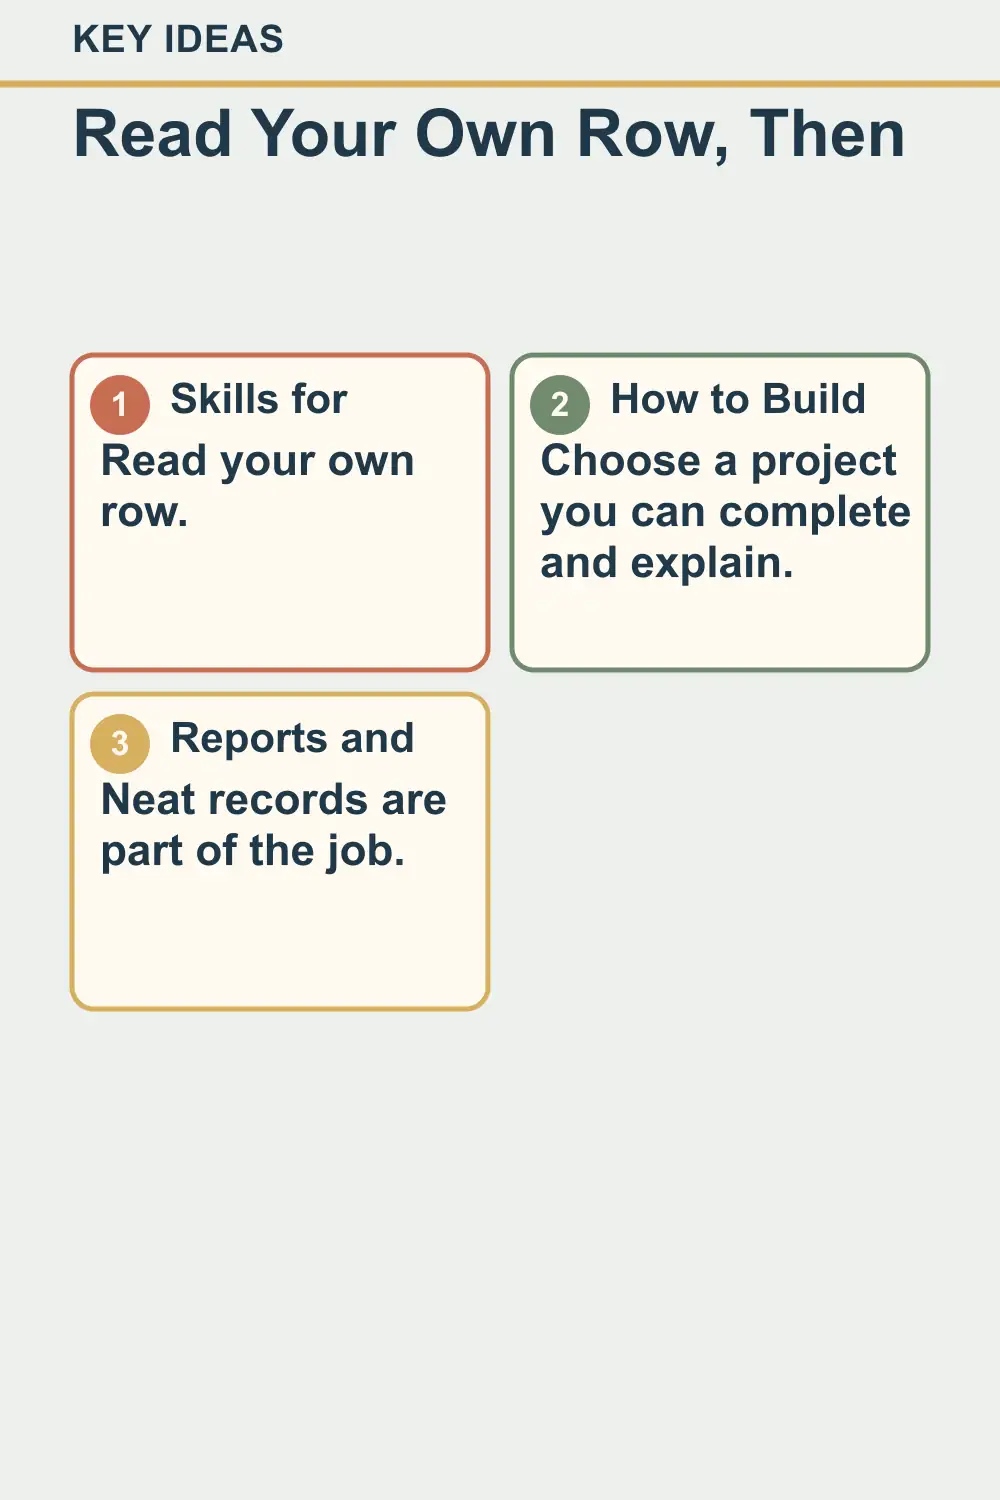 KEY IDEAS
Read Your Own Row, Then
1 Skills for
Read your own
row.
2 How to Build
Choose a project
you can complete
and explain.
3 Reports and
Neat records are
part of the job.